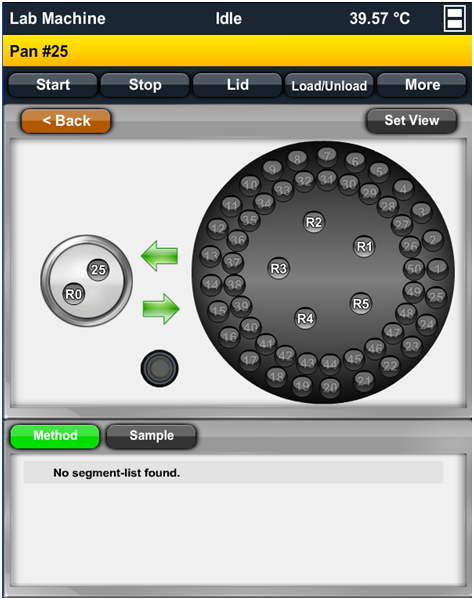 Lab Machine Idle 39.57 °C
Pan #25
Start Stop Lid Load/Unload More
< Back Set View
7
8 6
9 5
32 31 30
10 33 29 4
34 28
11 3
35 27
12 R2 2
36 R1 26
13 37 50 1
25 R3
14 38 49 25
R0 R5
15 39 48 24
R4
16 40 47 23
41 46
17 42 43 44 45 22
18 21
19 20
Method Sample
No segment-list found.